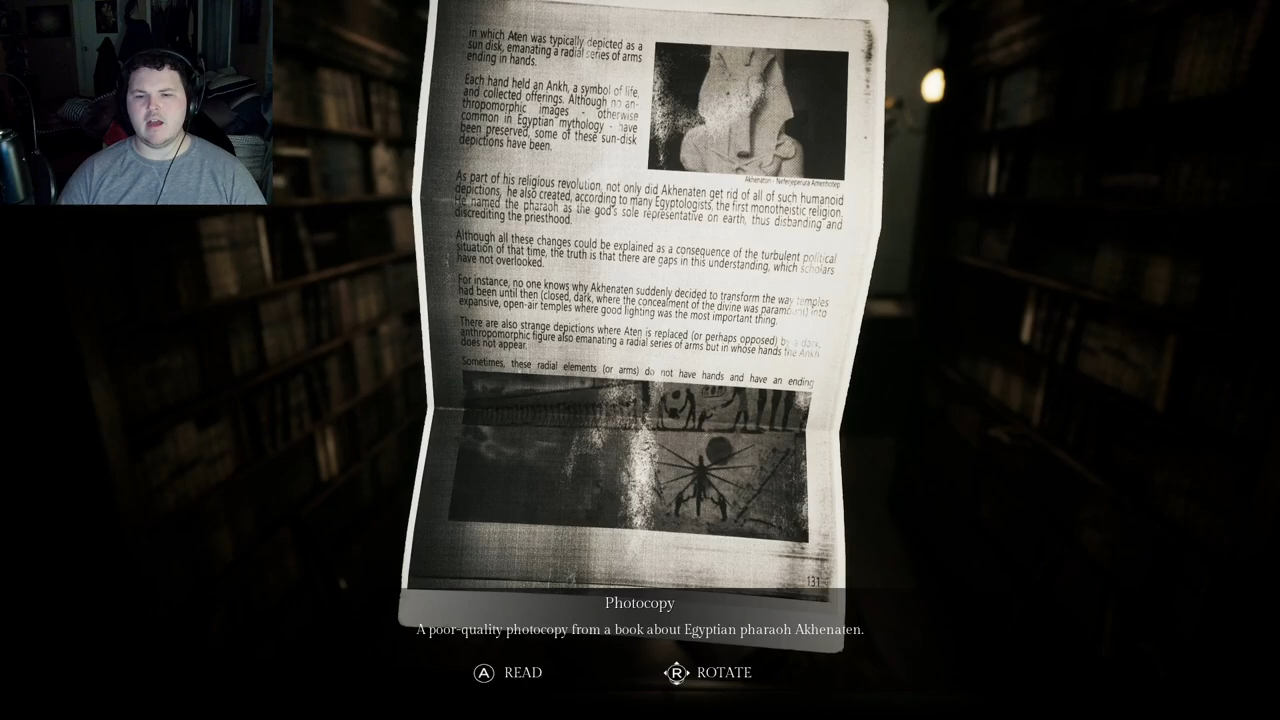 in which Aten was typically depicted as a
sun disk, emanating a radial series of arms
ending in hands.
Each hand held an Ankh, a symbol of life,
and collected offerings. Although no an-
thropomorphic images - otherwise
common in Egyptian mythology - have
been preserved, some of these sun-disk
depictions have been.
Akhenaton - Neferjeperura Amenhotep
As part of his religious revolution, not only did Akhenaten get rid of all of such humanoid
depictions, he also created, according to many Egyptologists, the first monotheistic religion.
He named the pharaoh as the god's sole representative on earth, thus disbanding and
discrediting the priesthood.
Although all these changes could be explained as a consequence of the turbulent political
situation of that time, the truth is that there are gaps in this understanding, which scholars
have not overlooked.
For instance, no one knows why Akhenaten suddenly decided to transform the way temples
had been until then (closed, dark, where the concealment of the divine was paramount) into
expansive, open-air temples where good lighting was the most important thing.
There are also strange depictions where Aten is replaced (or perhaps opposed) by a dark,
anthropomorphic figure also emanating a radial series of arms but in whose hands the Ankh
does not appear.
Sometimes, these radial elements (or arms) do not have hands and have an ending
131
Photocopy
A poor-quality photocopy from a book about Egyptian pharaoh Akhenaten.
A READ
R ROTATE